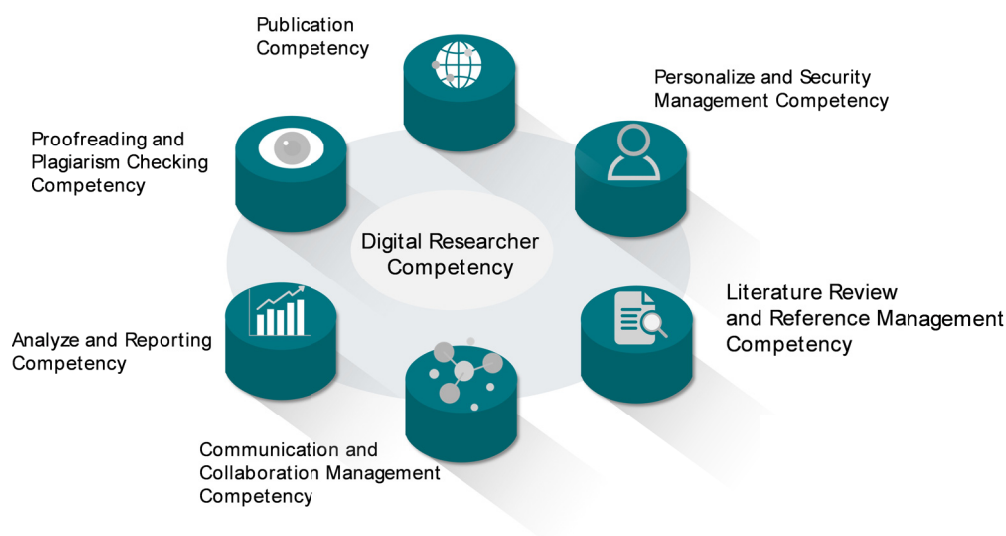 Publication
Competency
Personalize and Security
Management Competency
Proofreading and
Plagiarism Checking
Competency
Digital Researcher
Competency
Literature Review
and Reference Management
Competency
Analyze and Reporting
Competency
Communication and
Collaboration Management
Competency